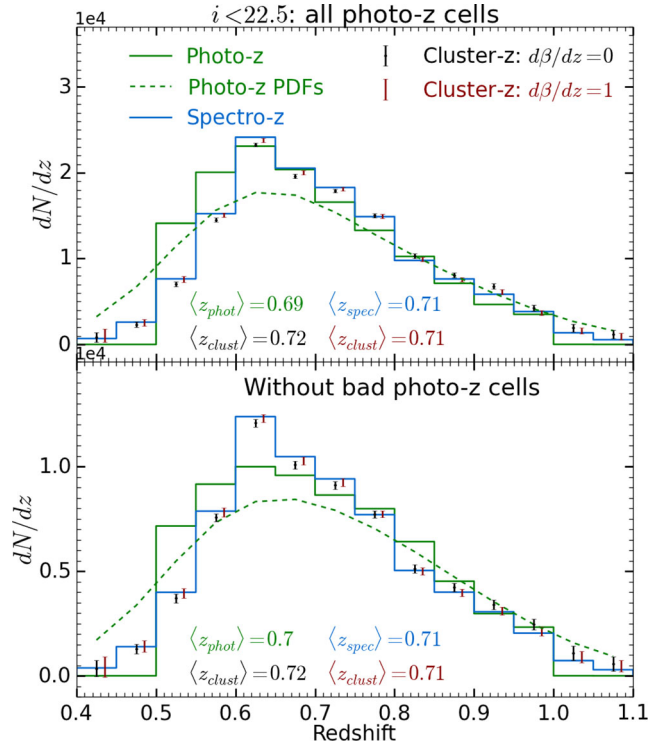 i<22.5: all photo-z cells
1e4
Photo-z
Photo-z PDFs
Spectro-z
Cluster-z: dβ/dz=0
Cluster-z: dβ/dz=1
dN/dz
3
2
1
0
⟨z_phot⟩=0.69 ⟨z_spec⟩=0.71
⟨z_clust⟩=0.72 ⟨z_clust⟩=0.71
1e4
Without bad photo-z cells
dN/dz
1.0
0.5
0.0
⟨z_phot⟩=0.7 ⟨z_spec⟩=0.71
⟨z_clust⟩=0.72 ⟨z_clust⟩=0.71
0.4 0.5 0.6 0.7 0.8 0.9 1.0 1.1
Redshift